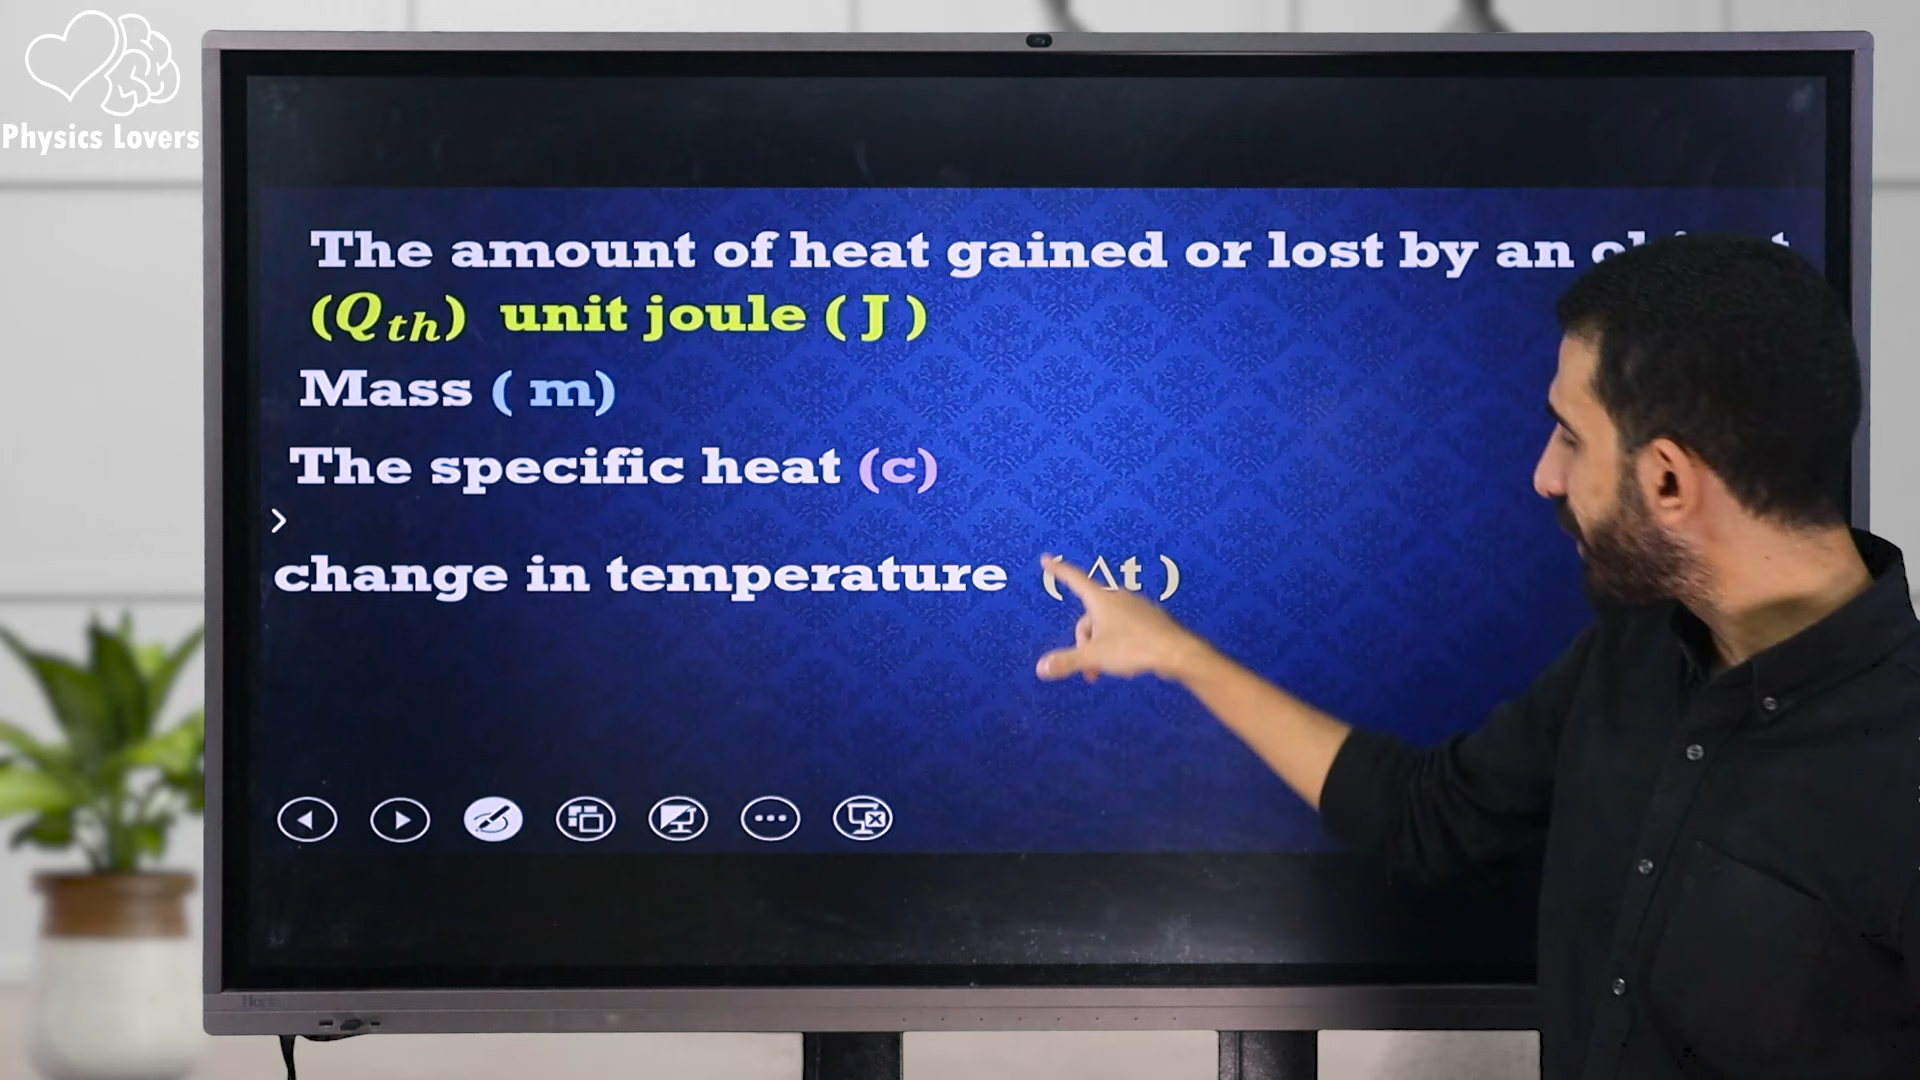 Physics Lovers
The amount of heat gained or lost by an
(Qth) unit joule ( J )
Mass ( m)
The specific heat (c)
change in temperature ( Δt )